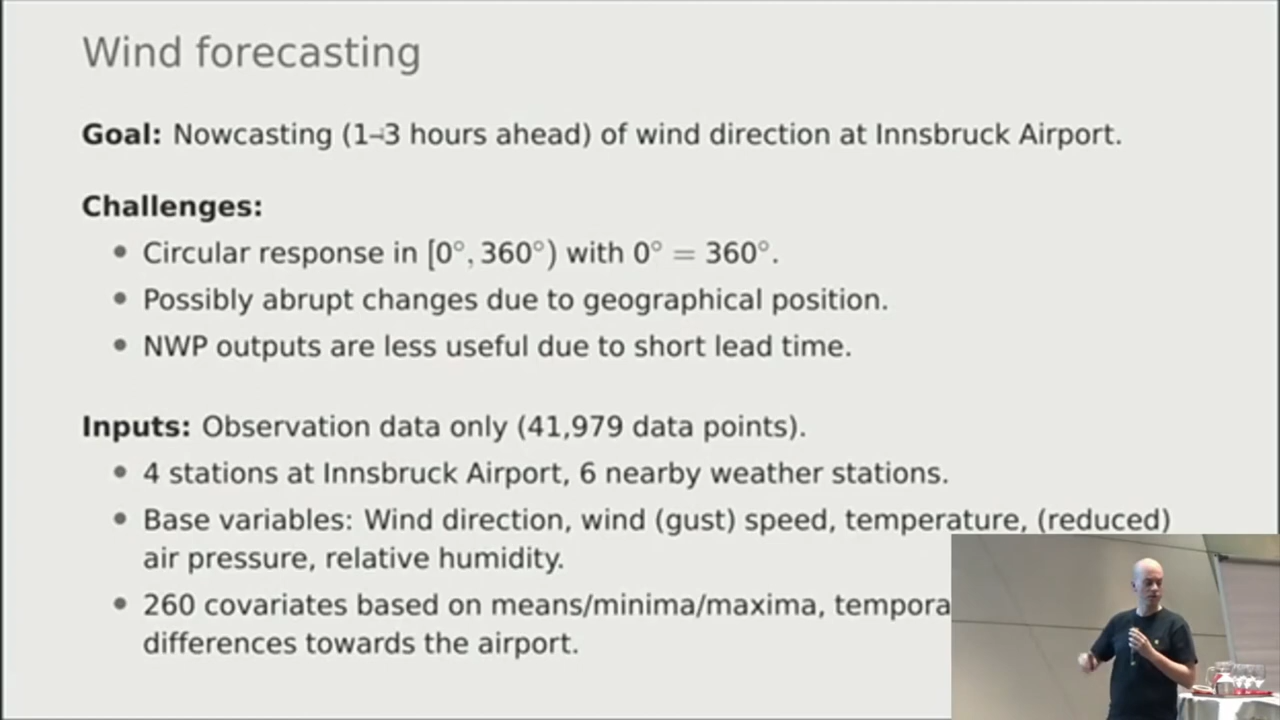 Wind forecasting
Goal: Nowcasting (1–3 hours ahead) of wind direction at Innsbruck Airport.
Challenges:
• Circular response in [0°, 360°) with 0° = 360°.
• Possibly abrupt changes due to geographical position.
• NWP outputs are less useful due to short lead time.
Inputs: Observation data only (41,979 data points).
• 4 stations at Innsbruck Airport, 6 nearby weather stations.
• Base variables: Wind direction, wind (gust) speed, temperature, (reduced)
air pressure, relative humidity.
• 260 covariates based on means/minima/maxima,
differences towards the airport.